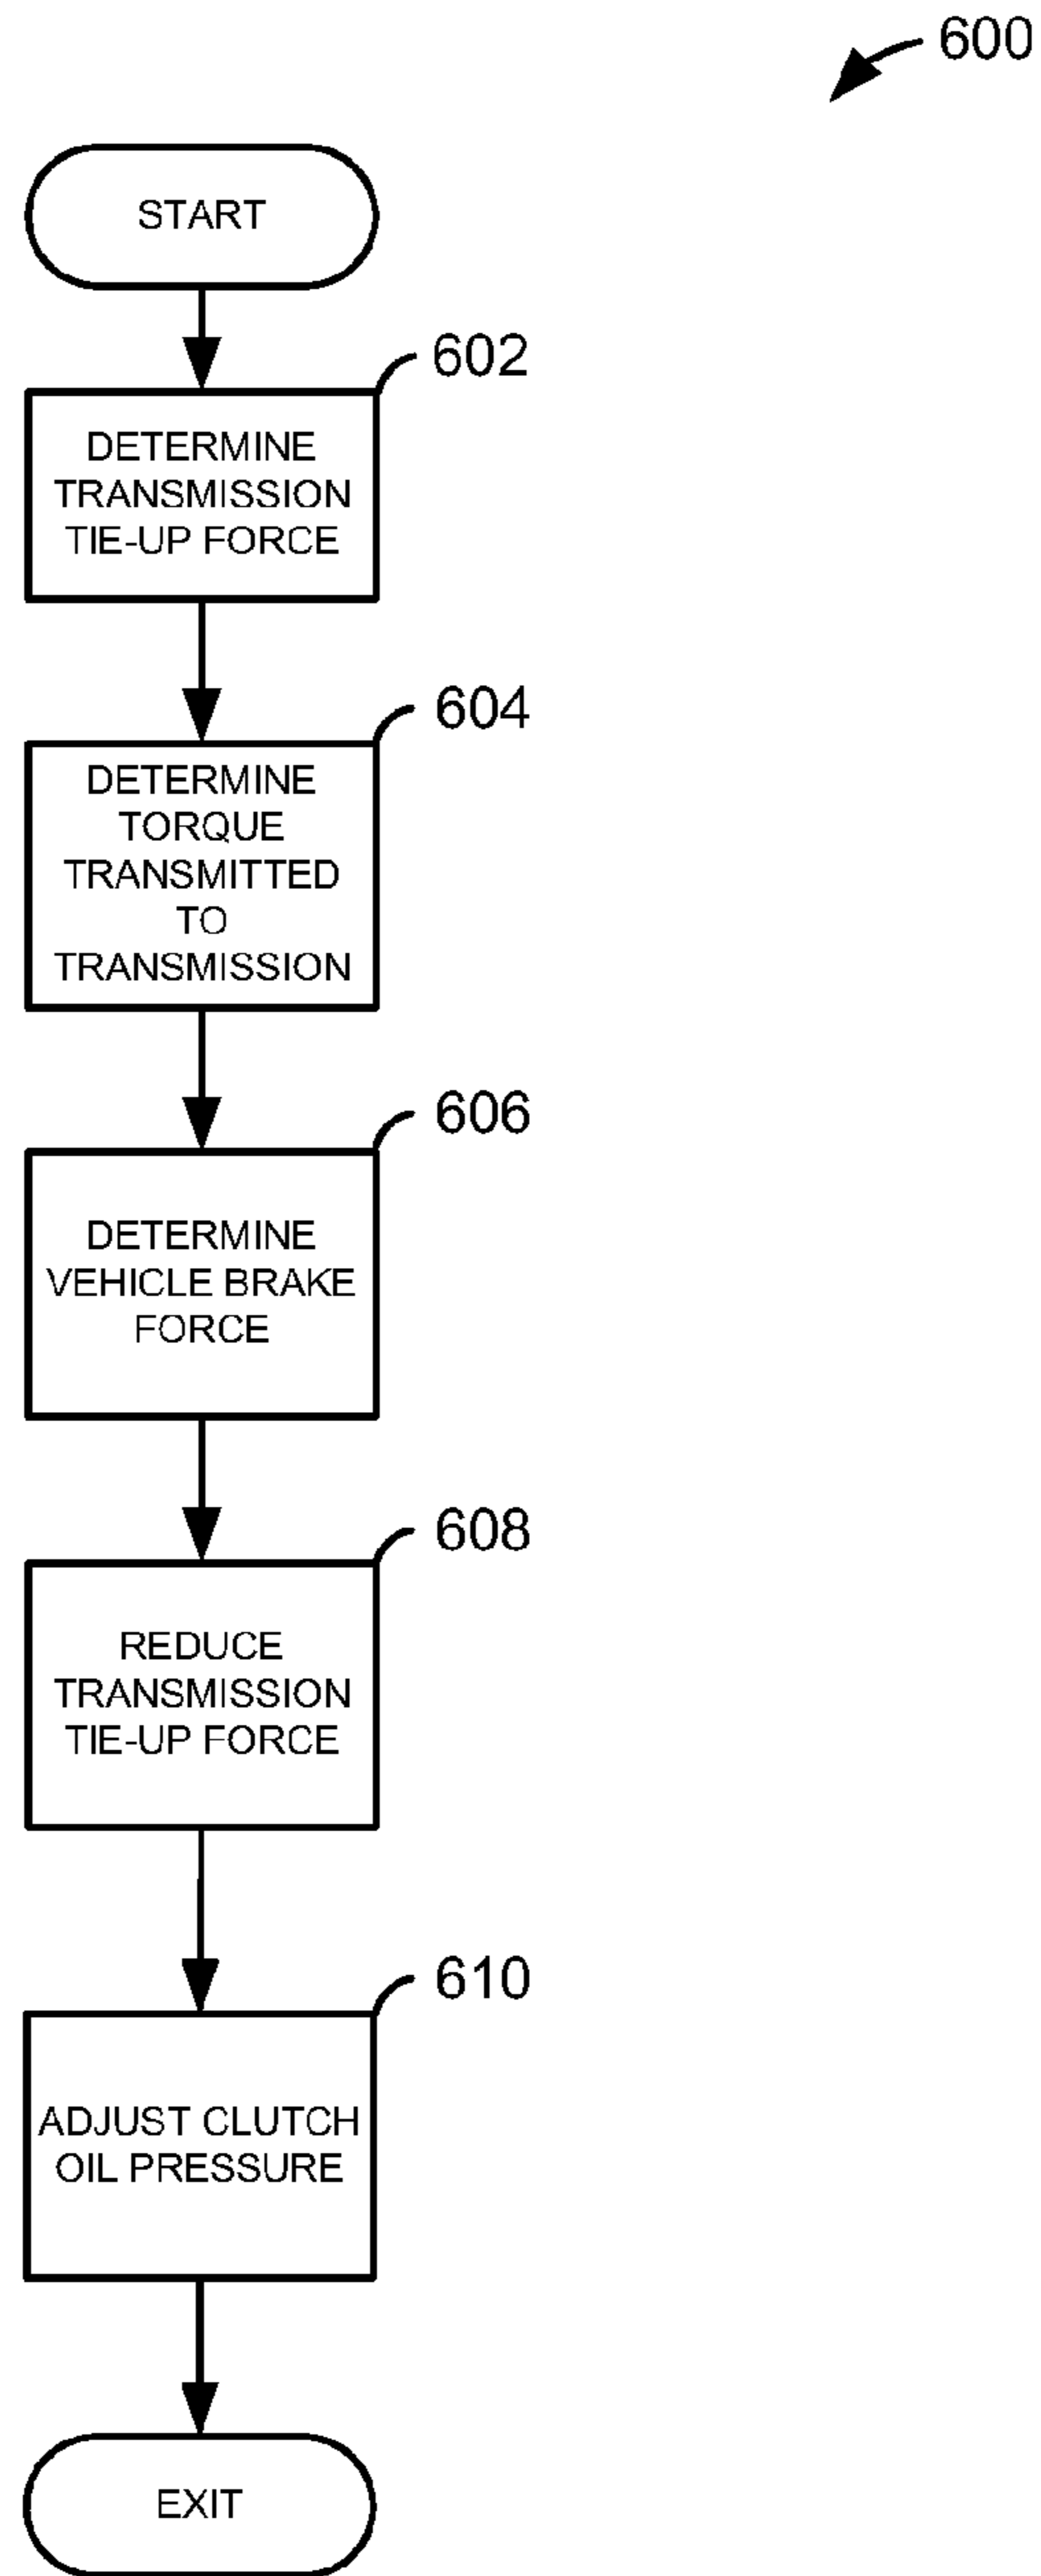 600
START
602
DETERMINE
TRANSMISSION
TIE-UP FORCE
604
DETERMINE
TORQUE
TRANSMITTED
TO
TRANSMISSION
606
DETERMINE
VEHICLE BRAKE
FORCE
608
REDUCE
TRANSMISSION
TIE-UP FORCE
610
ADJUST CLUTCH
OIL PRESSURE
EXIT